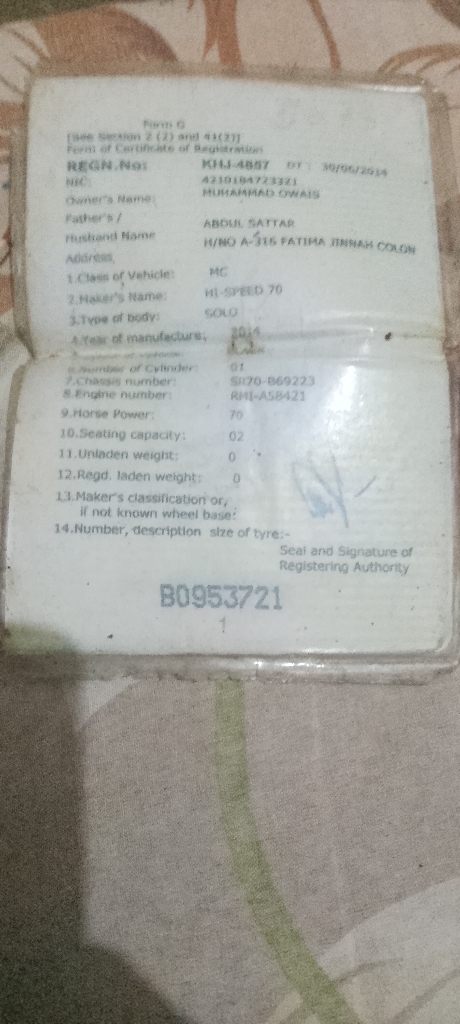 Form G
[See Section 2 (2) and 41(2)]
Form of Certificate of Registration
REGN.No: KHJ-4867 DT : 30/06/2014
NIC: 4210184723321
Owner's Name: MUHAMMAD OWAIS
Father's /
Husband Name ABDUL SATTAR
Address H/NO A-316 FATIMA JINNAH COLON
1.Class of Vehicle: MC
2.Maker's Name: HI-SPEED 70
3.Type of body: SOLO
4.Year of manufacture: 2014
6.Number of Cylinder: 01
7.Chassis number: SR70-B69223
8.Engine number: RMI-A58421
9.Horse Power: 70
10.Seating capacity: 02
11.Unladen weight: 0
12.Regd. laden weight: 0
13.Maker's classification or,
if not known wheel base:
14.Number, description size of tyre:-
Seal and Signature of
Registering Authority
B0953721
1